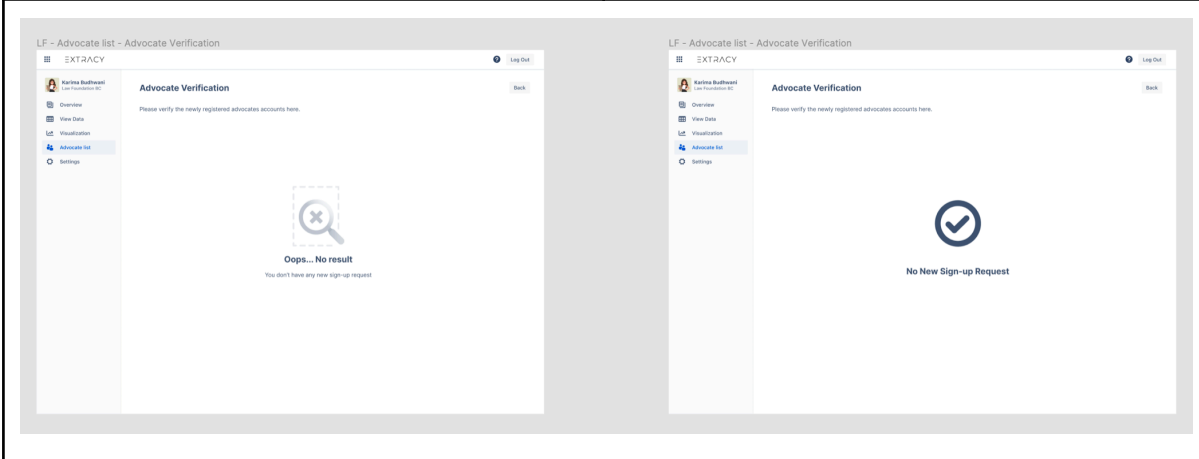 LF - Advocate list - Advocate Verification
EXTRACY
? Log Out
Karima Budhwani
Law Foundation BC
Advocate Verification
Back
Overview
Please verify the newly registered advocates accounts here.
View Data
Visualization
Advocate list
Settings
Oops... No result
You don't have any new sign-up request
LF - Advocate list - Advocate Verification
EXTRACY
? Log Out
Karima Budhwani
Law Foundation BC
Advocate Verification
Back
Overview
Please verify the newly registered advocates accounts here.
View Data
Visualization
Advocate list
Settings
No New Sign-up Request